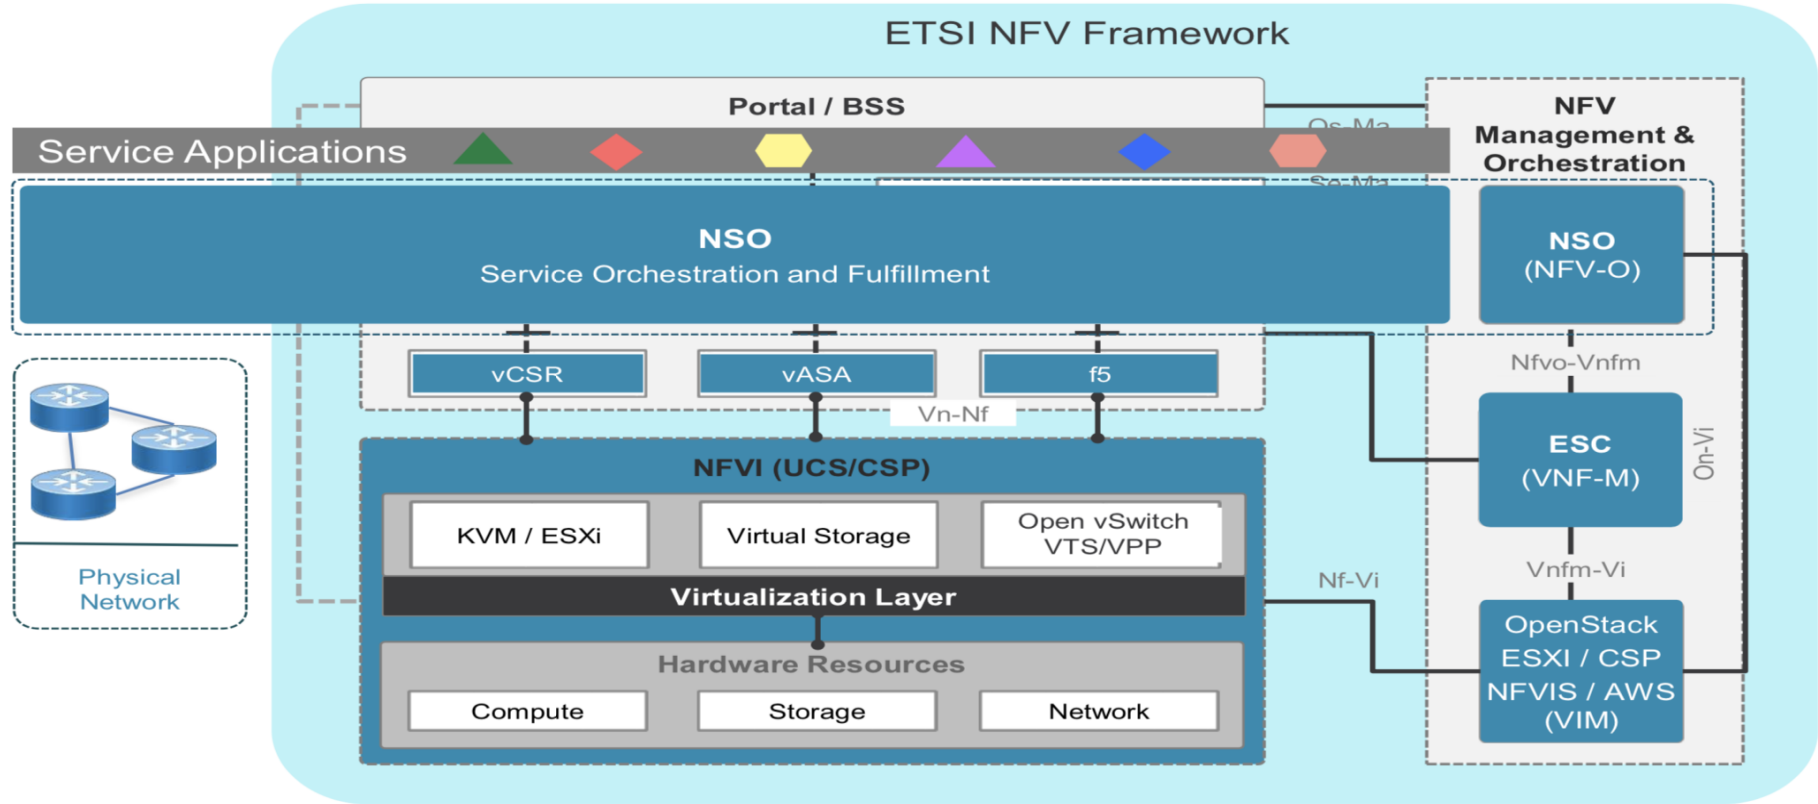 ETSI NFV Framework
Portal / BSS
NFV
Management &
Orchestration
Os-Ma
Service Applications
Se-Ma
NSO
Service Orchestration and Fulfillment
NSO
(NFV-O)
Nfvo-Vnfm
vCSR
vASA
f5
Vn-Nf
ESC
(VNF-M)
On-Vi
NFVI (UCS/CSP)
KVM / ESXi
Virtual Storage
Open vSwitch
VTS/VPP
Virtualization Layer
Nf-Vi
Vnfm-Vi
Physical
Network
Hardware Resources
Compute
Storage
Network
OpenStack
ESXI / CSP
NFVIS / AWS
(VIM)